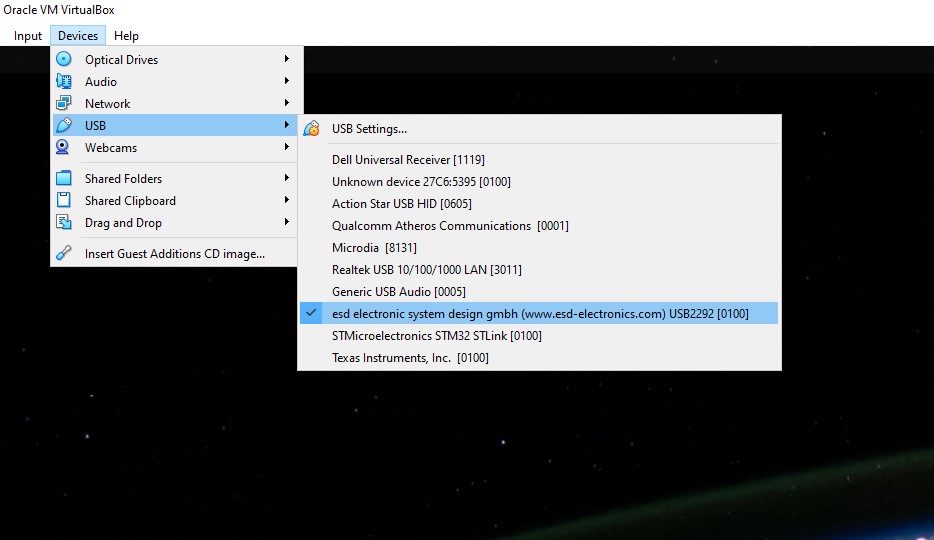 Oracle VM VirtualBox
Input Devices Help
Optical Drives
Audio
Network
USB
Webcams
Shared Folders
Shared Clipboard
Drag and Drop
Insert Guest Additions CD image...
USB Settings...
Dell Universal Receiver [1119]
Unknown device 27C6:5395 [0100]
Action Star USB HID [0605]
Qualcomm Atheros Communications  [0001]
Microdia  [8131]
Realtek USB 10/100/1000 LAN [3011]
Generic USB Audio [0005]
esd electronic system design gmbh (www.esd-electronics.com) USB2292 [0100]
STMicroelectronics STM32 STLink [0100]
Texas Instruments, Inc.  [0100]